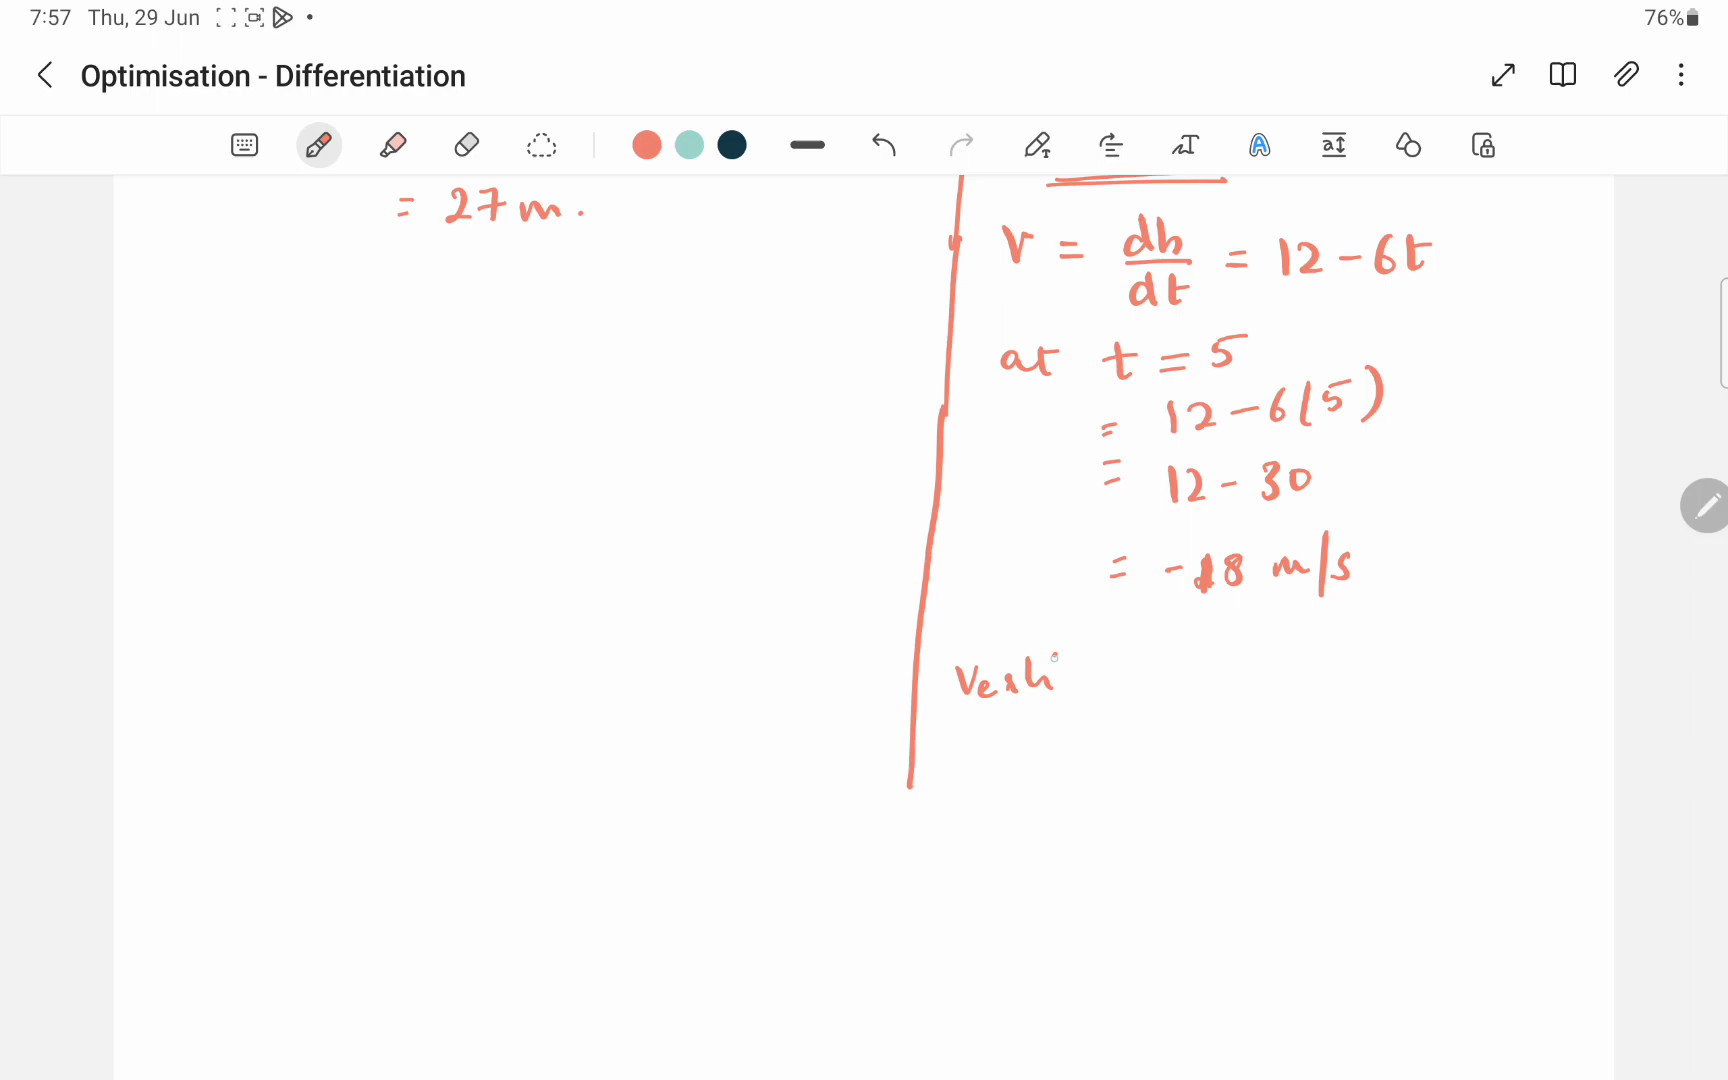 7:57 Thu, 29 Jun
76%
Optimisation - Differentiation
= 27 m.
V = dh/dt = 12 - 6t
at t = 5
= 12 - 6(5)
= 12 - 30
= -18 m/s